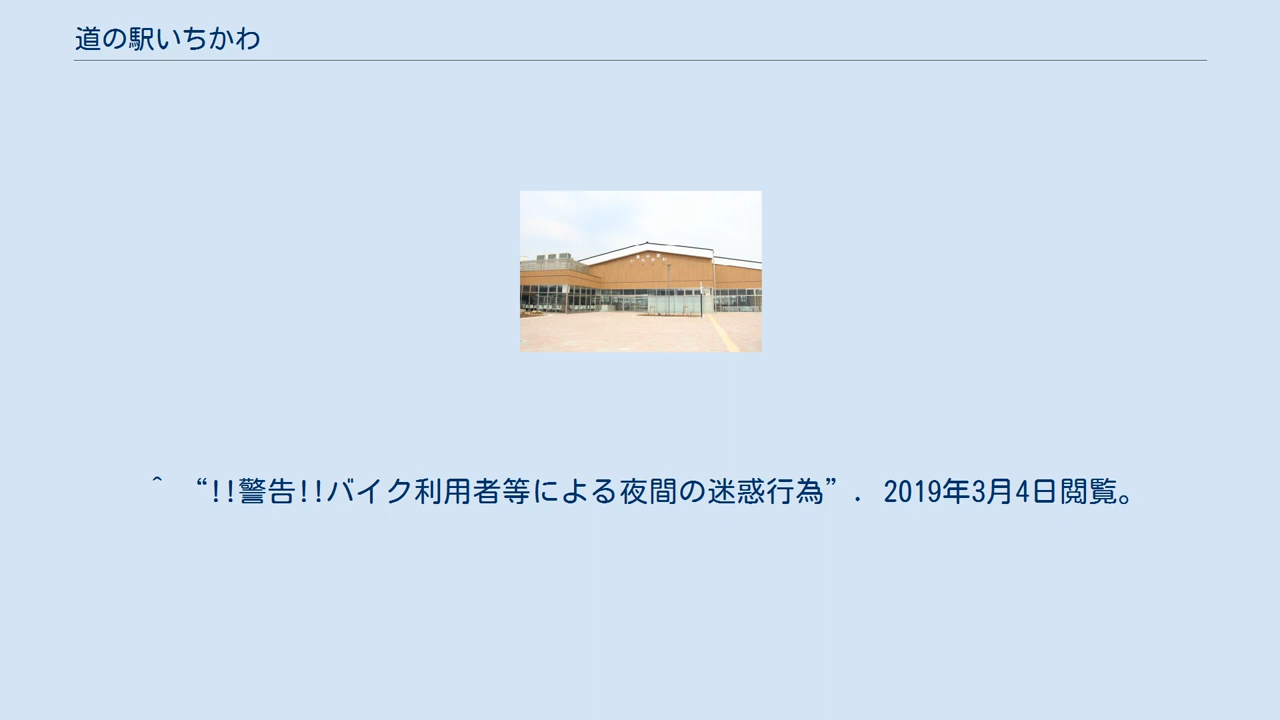 道の駅いちかわ
^ “!!警告!!バイク利用者等による夜間の迷惑行為”. 2019年3月4日閲覧。